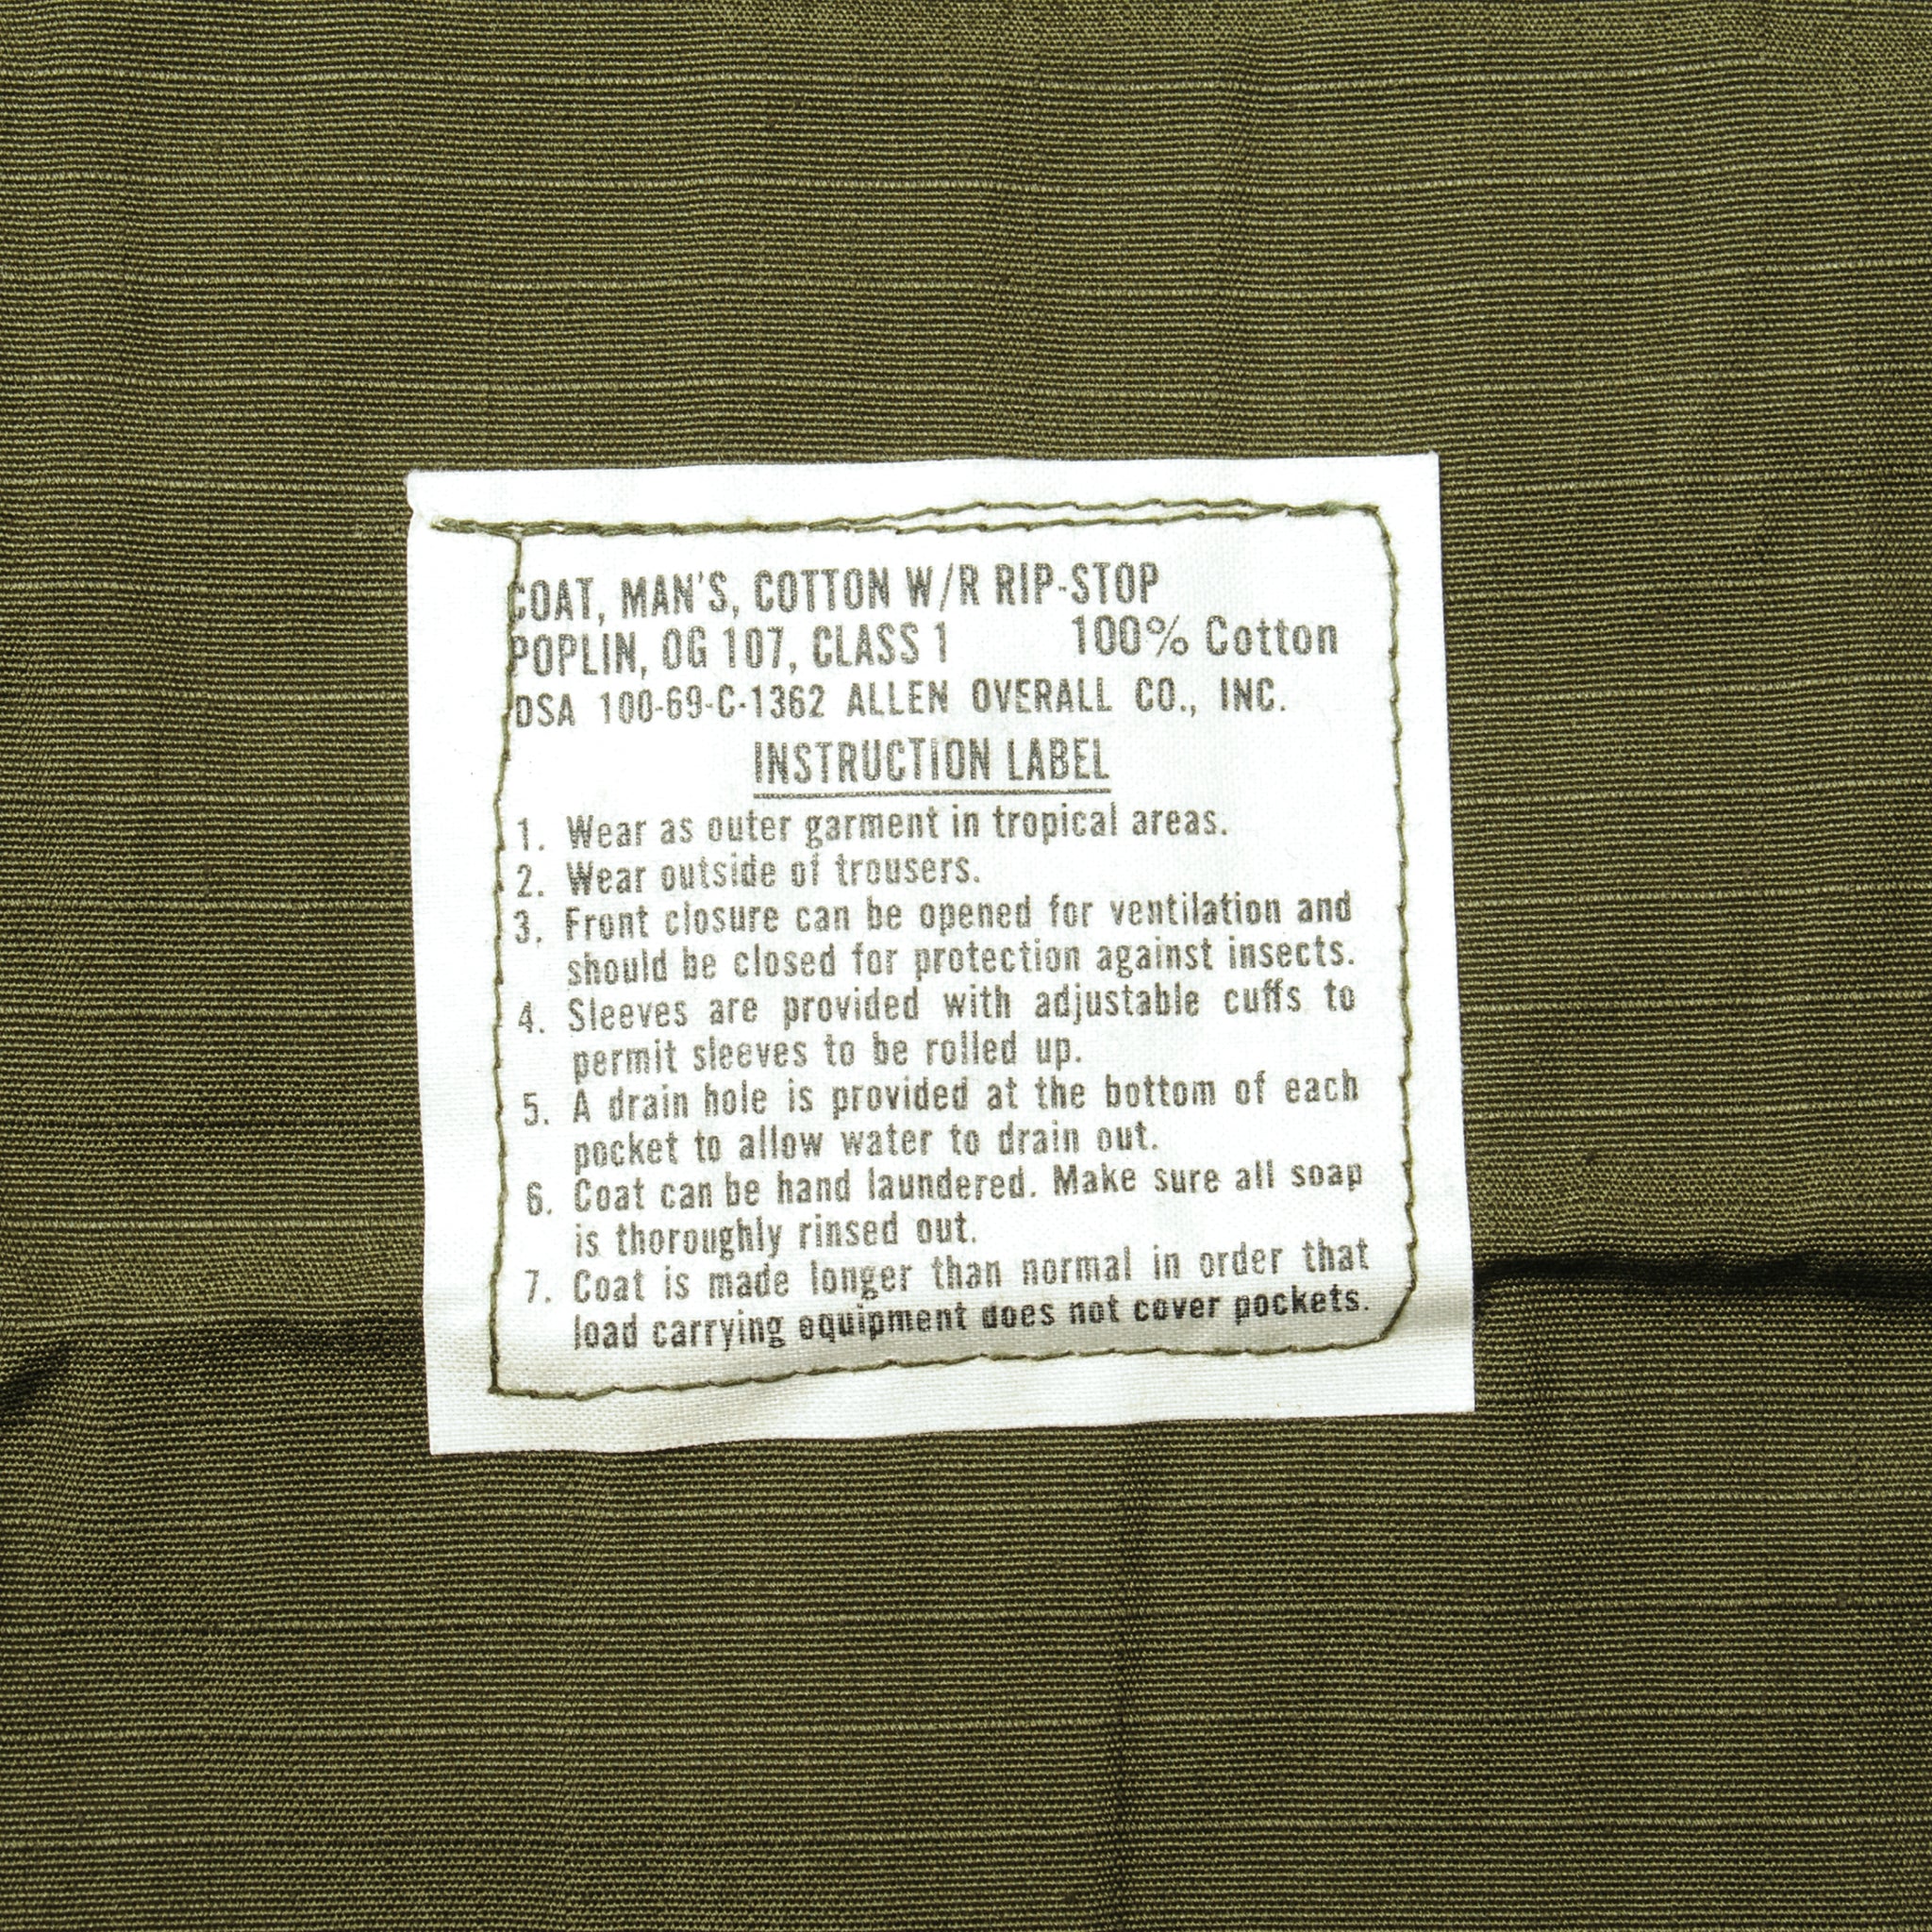 COAT, MAN'S, COTTON W/R RIP-STOP
POPLIN, OG 107, CLASS 1 100% Cotton
DSA 100-69-C-1362 ALLEN OVERALL CO., INC.
INSTRUCTION LABEL
1. Wear as outer garment in tropical areas.
2. Wear outside of trousers.
3. Front closure can be opened for ventilation and
should be closed for protection against insects.
4. Sleeves are provided with adjustable cuffs to
permit sleeves to be rolled up.
5. A drain hole is provided at the bottom of each
pocket to allow water to drain out.
6. Coat can be hand laundered. Make sure all soap
is thoroughly rinsed out.
7. Coat is made longer than normal in order that
load carrying equipment does not cover pockets.